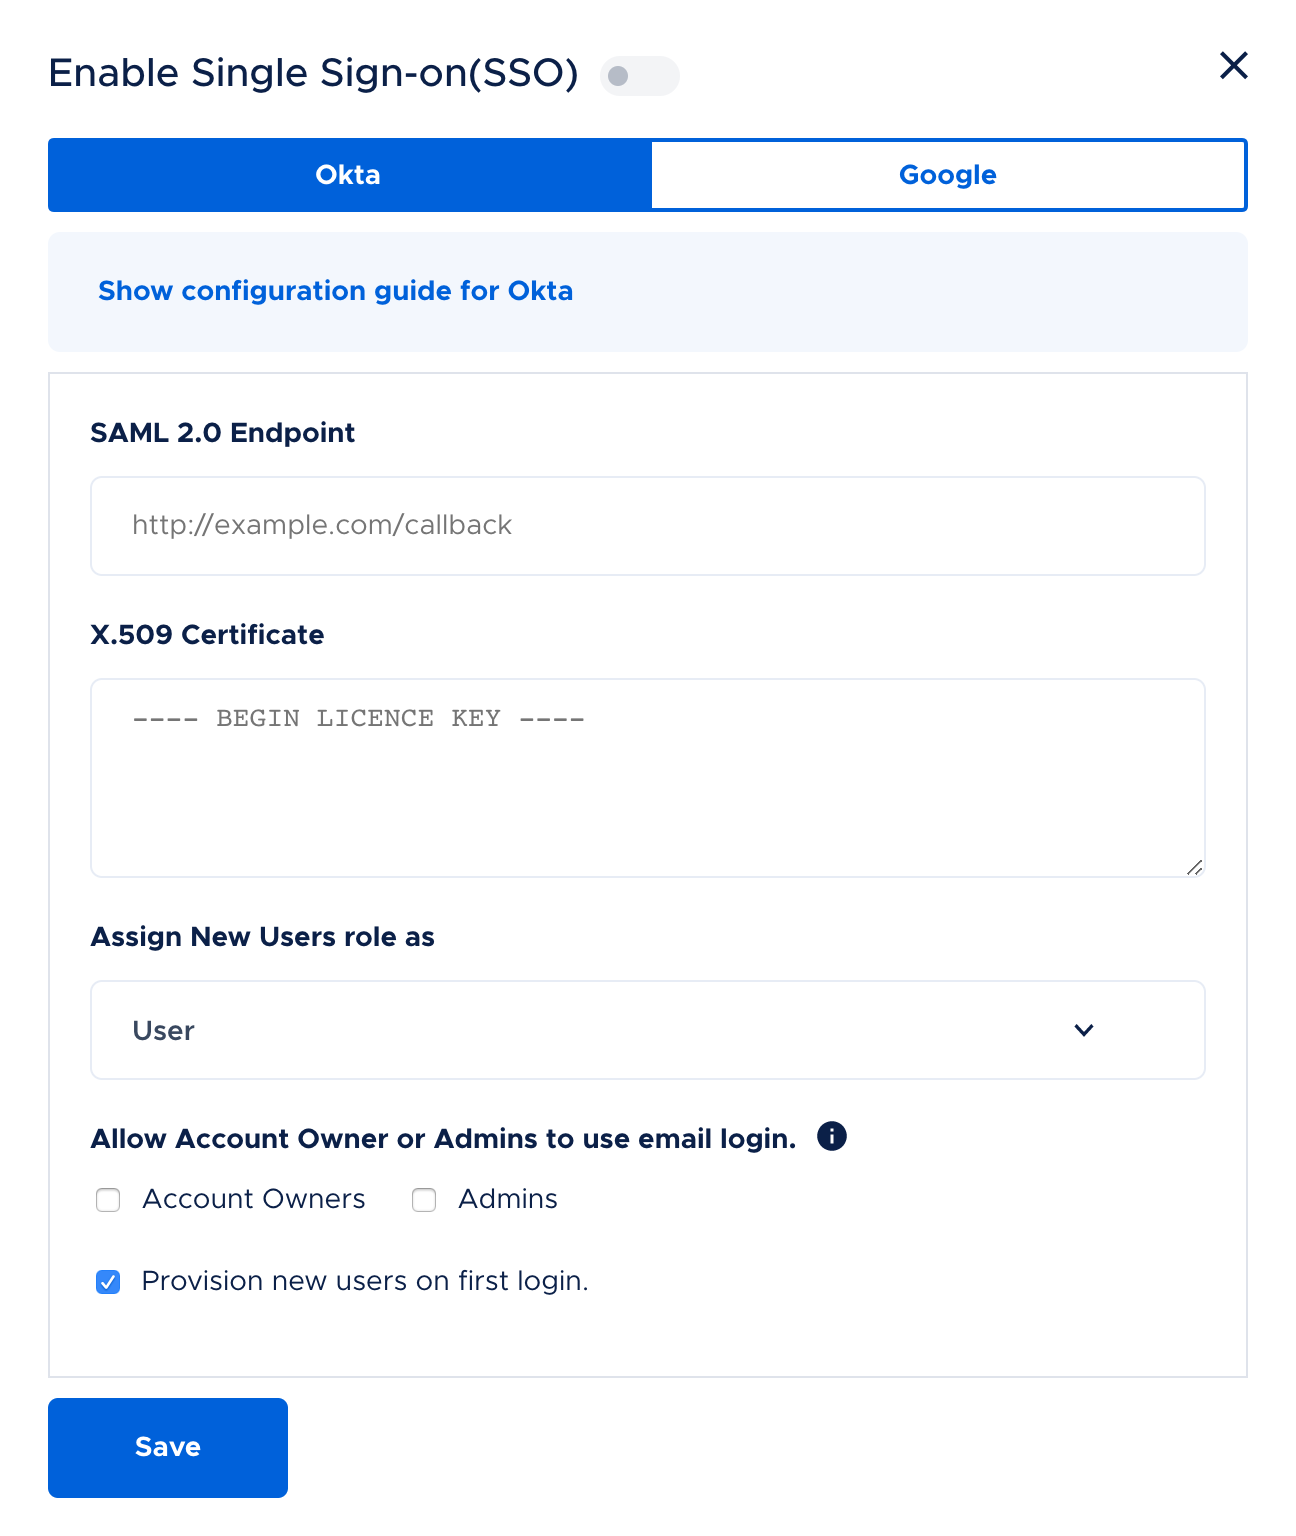 Enable Single Sign-on(SSO)
Okta
Google
Show configuration guide for Okta
SAML 2.0 Endpoint
http://example.com/callback
X.509 Certificate
---- BEGIN LICENCE KEY ----
Assign New Users role as
User
Allow Account Owner or Admins to use email login.
Account Owners
Admins
Provision new users on first login.
Save